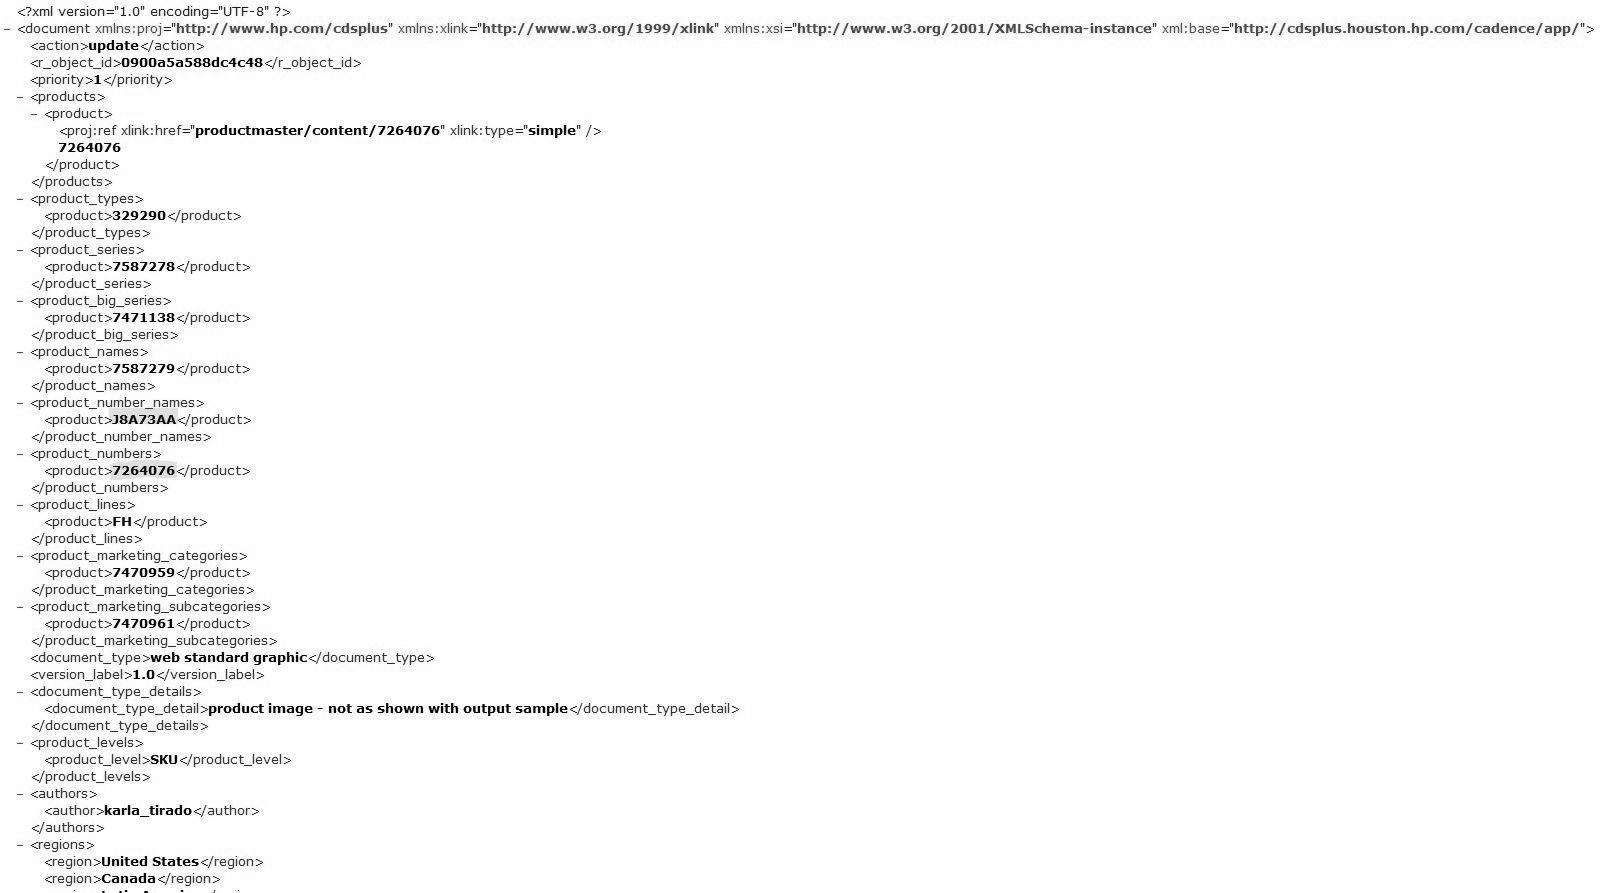 <?xml version="1.0" encoding="UTF-8" ?>
– <document xmlns:proj="http://www.hp.com/cdsplus" xmlns:xlink="http://www.w3.org/1999/xlink" xmlns:xsi="http://www.w3.org/2001/XMLSchema-instance" xml:base="http://cdsplus.houston.hp.com/cadence/app/">
<action>update</action>
<r_object_id>0900a5a588dc4c48</r_object_id>
<priority>1</priority>
– <products>
– <product>
<proj:ref xlink:href="productmaster/content/7264076" xlink:type="simple" />
7264076
</product>
</products>
– <product_types>
<product>329290</product>
</product_types>
– <product_series>
<product>7587278</product>
</product_series>
– <product_big_series>
<product>7471138</product>
</product_big_series>
– <product_names>
<product>7587279</product>
</product_names>
– <product_number_names>
<product>J8A73AA</product>
</product_number_names>
– <product_numbers>
<product>7264076</product>
</product_numbers>
– <product_lines>
<product>FH</product>
</product_lines>
– <product_marketing_categories>
<product>7470959</product>
</product_marketing_categories>
– <product_marketing_subcategories>
<product>7470961</product>
</product_marketing_subcategories>
<document_type>web standard graphic</document_type>
<version_label>1.0</version_label>
– <document_type_details>
<document_type_detail>product image - not as shown with output sample</document_type_detail>
</document_type_details>
– <product_levels>
<product_level>SKU</product_level>
</product_levels>
– <authors>
<author>karla_tirado</author>
</authors>
– <regions>
<region>United States</region>
<region>Canada</region>